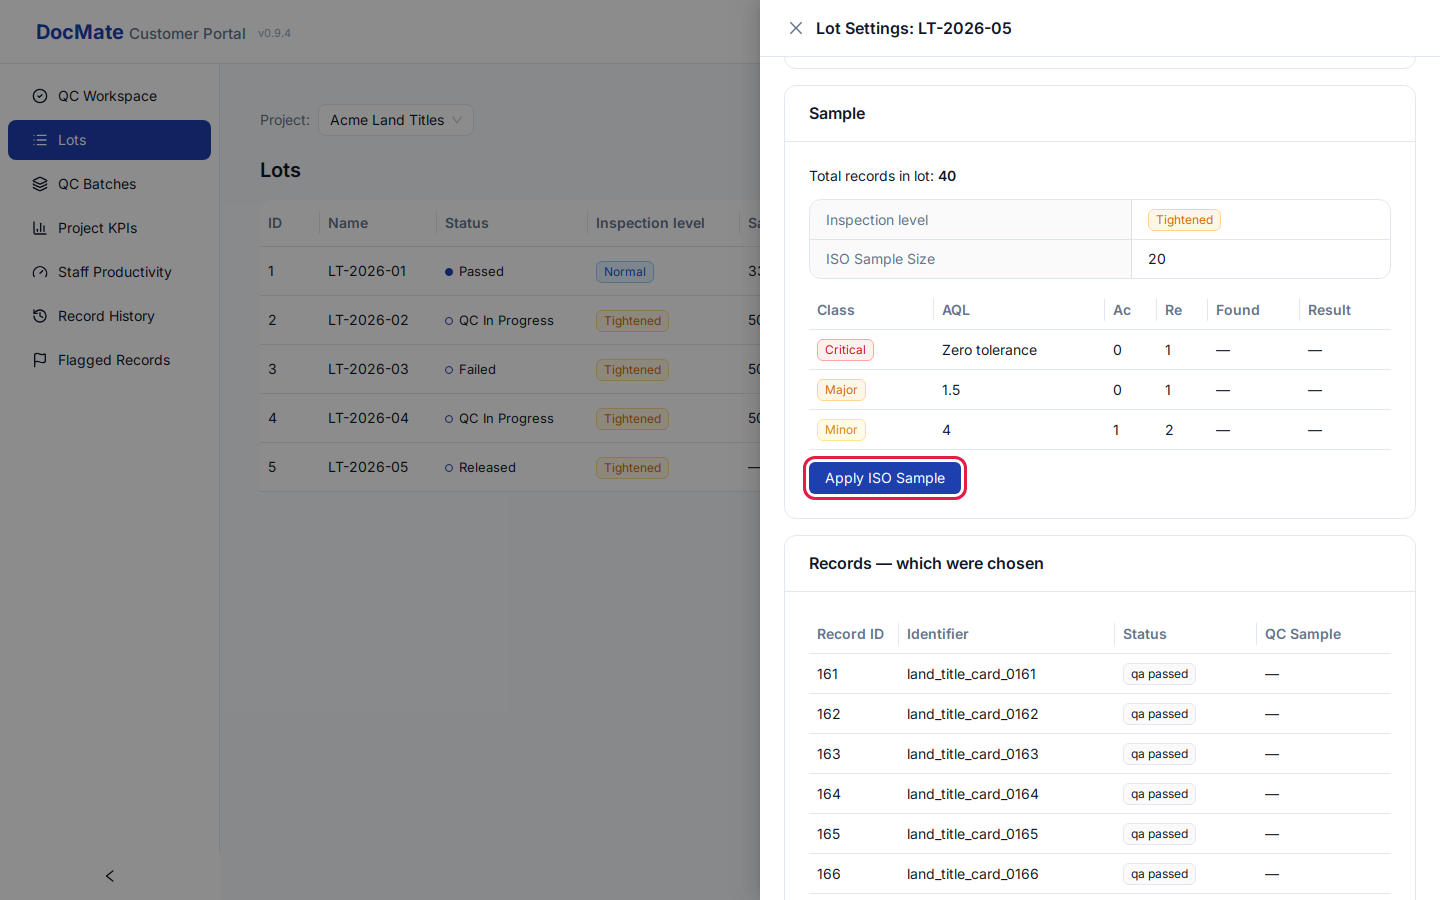 DocMate Customer Portal v0.9.4
QC Workspace
Lots
QC Batches
Project KPIs
Staff Productivity
Record History
Flagged Records
Project: Acme Land Titles
Lots
ID Name Status Inspection level
1 LT-2026-01 Passed Normal
2 LT-2026-02 QC In Progress Tightened
3 LT-2026-03 Failed Tightened
4 LT-2026-04 QC In Progress Tightened
5 LT-2026-05 Released Tightened —
Lot Settings: LT-2026-05
Sample
Total records in lot: 40
Inspection level Tightened
ISO Sample Size 20
Class AQL Ac Re Found Result
Critical Zero tolerance 0 1 — —
Major 1.5 0 1 — —
Minor 4 1 2 — —
Apply ISO Sample
Records — which were chosen
Record ID Identifier Status QC Sample
161 land_title_card_0161 qa passed —
162 land_title_card_0162 qa passed —
163 land_title_card_0163 qa passed —
164 land_title_card_0164 qa passed —
165 land_title_card_0165 qa passed —
166 land_title_card_0166 qa passed —